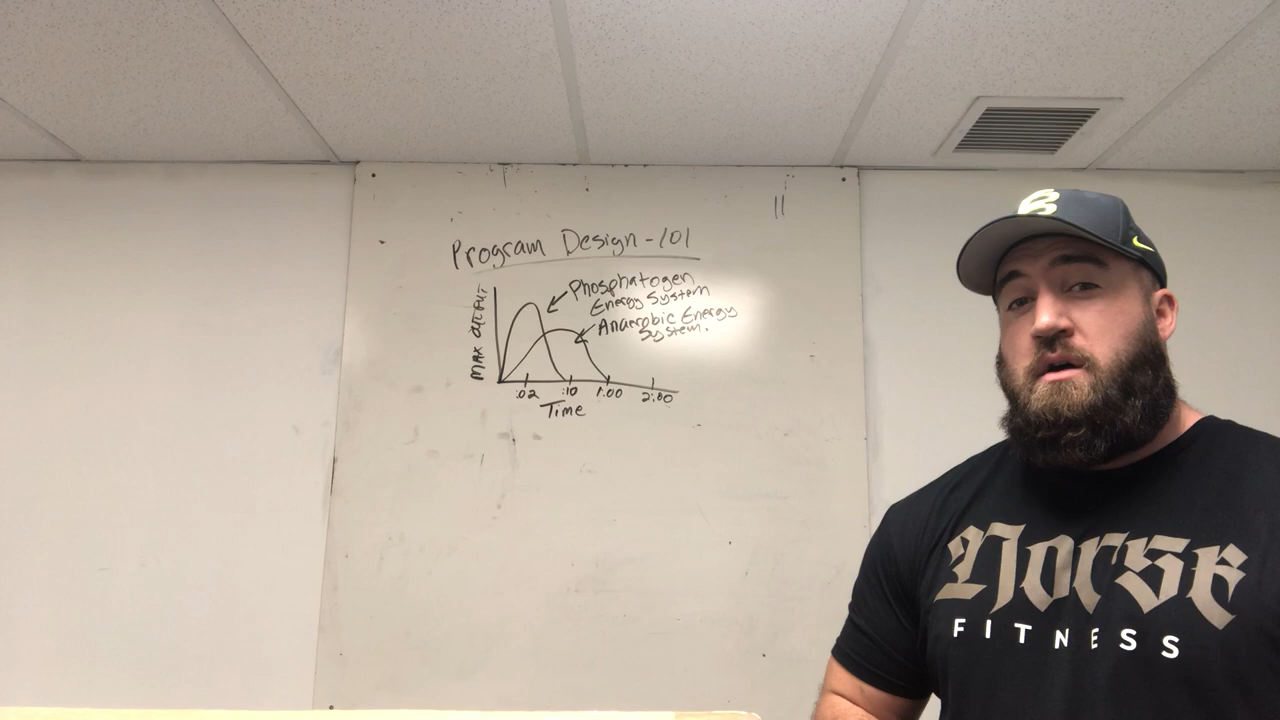 Program Design - 101
Phosphatogen
Energy System
Anaerobic Energy
System.
MAX OUTPUT
:02 :10 1:00 2:00
Time
Norse
FITNESS